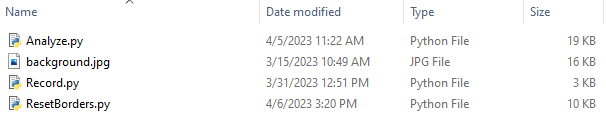 Name Date modified Type Size
Analyze.py 4/5/2023 11:22 AM Python File 19 KB
background.jpg 3/15/2023 10:49 AM JPG File 16 KB
Record.py 3/31/2023 12:51 PM Python File 3 KB
ResetBorders.py 4/6/2023 3:20 PM Python File 10 KB